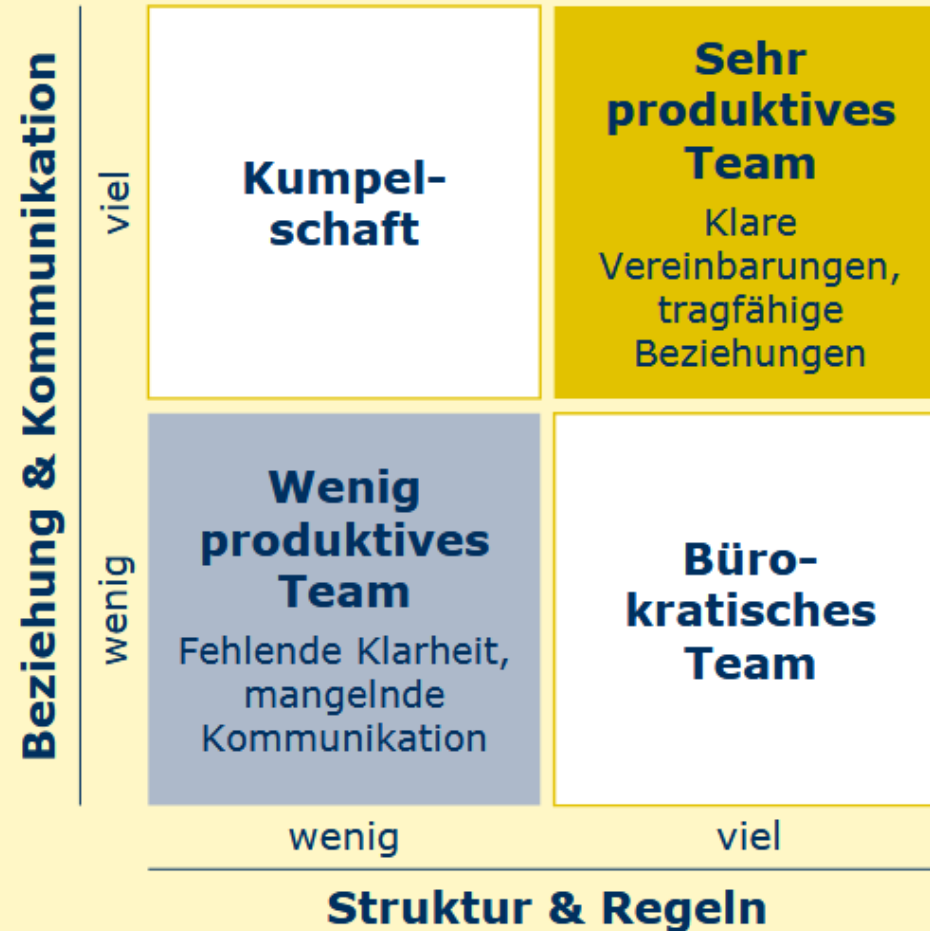 Beziehung & Kommunikation
viel
wenig
Kumpel-
schaft
Sehr
produktives
Team
Klare
Vereinbarungen,
tragfähige
Beziehungen
Wenig
produktives
Team
Fehlende Klarheit,
mangelnde
Kommunikation
Büro-
kratisches
Team
wenig
viel
Struktur & Regeln